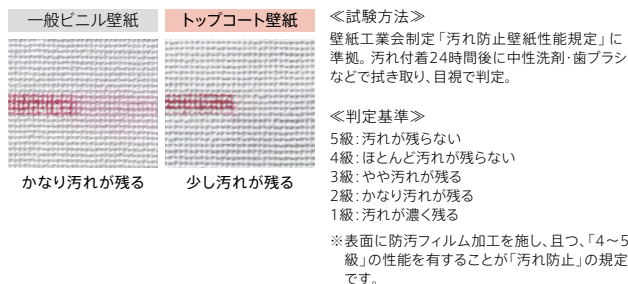 一般ビニル壁紙
トップコート壁紙
かなり汚れが残る
少し汚れが残る
≪試験方法≫
壁紙工業会制定「汚れ防止壁紙性能規定」に
準拠。汚れ付着24時間後に中性洗剤・歯ブラシ
などで拭き取り、目視で判定。
≪判定基準≫
5級：汚れが残らない
4級：ほとんど汚れが残らない
3級：やや汚れが残る
2級：かなり汚れが残る
1級：汚れが濃く残る
※表面に防汚フィルム加工を施し、且つ、「4～5
級」の性能を有することが「汚れ防止」の規定
です。